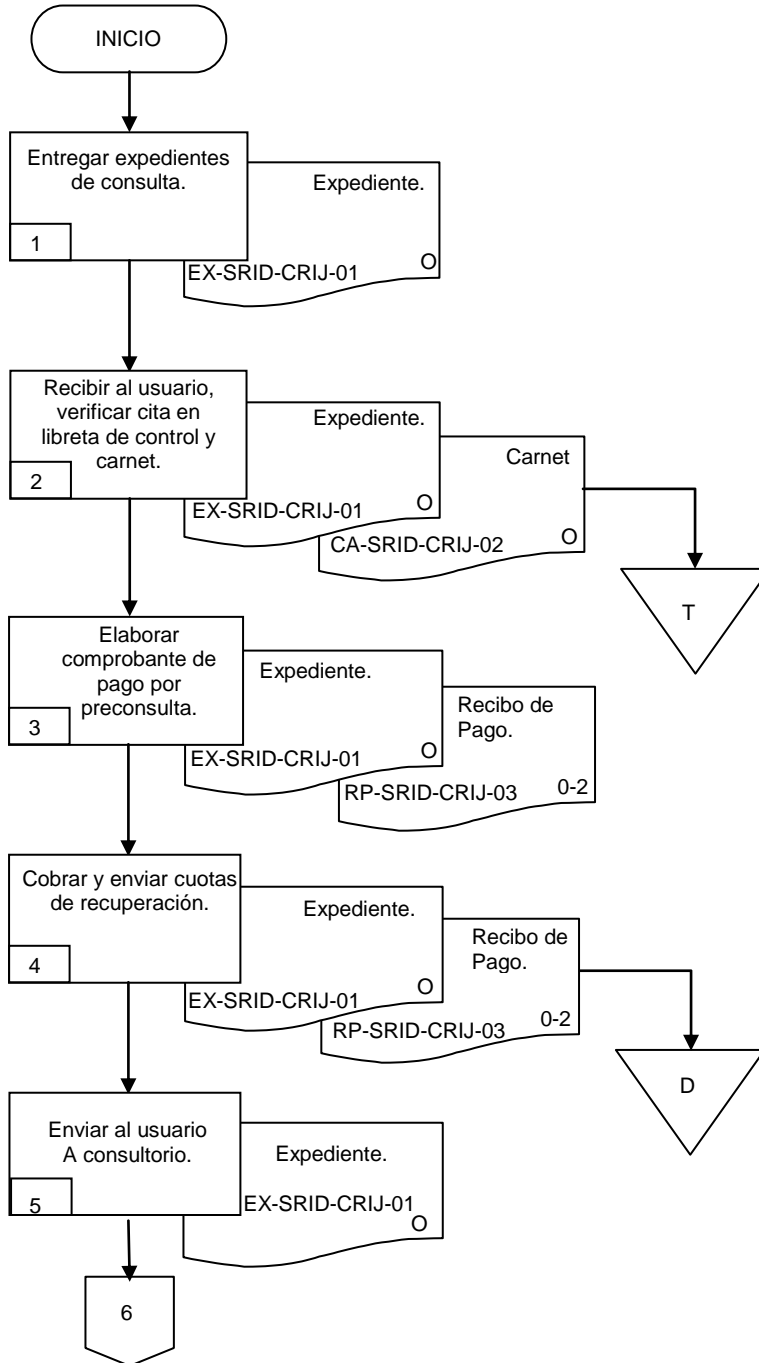 INICIO
Entregar expedientes
de consulta.
1
Expediente.
EX-SRID-CRIJ-01
O
Recibir al usuario,
verificar cita en
libreta de control y
carnet.
2
Expediente.
EX-SRID-CRIJ-01
O
Carnet
CA-SRID-CRIJ-02
O
T
Elaborar
comprobante de
pago por
preconsulta.
3
Expediente.
EX-SRID-CRIJ-01
O
Recibo de
Pago.
RP-SRID-CRIJ-03
0-2
Cobrar y enviar cuotas
de recuperación.
4
Expediente.
EX-SRID-CRIJ-01
O
Recibo de
Pago.
RP-SRID-CRIJ-03
0-2
D
Enviar al usuario
A consultorio.
5
Expediente.
EX-SRID-CRIJ-01
O
6